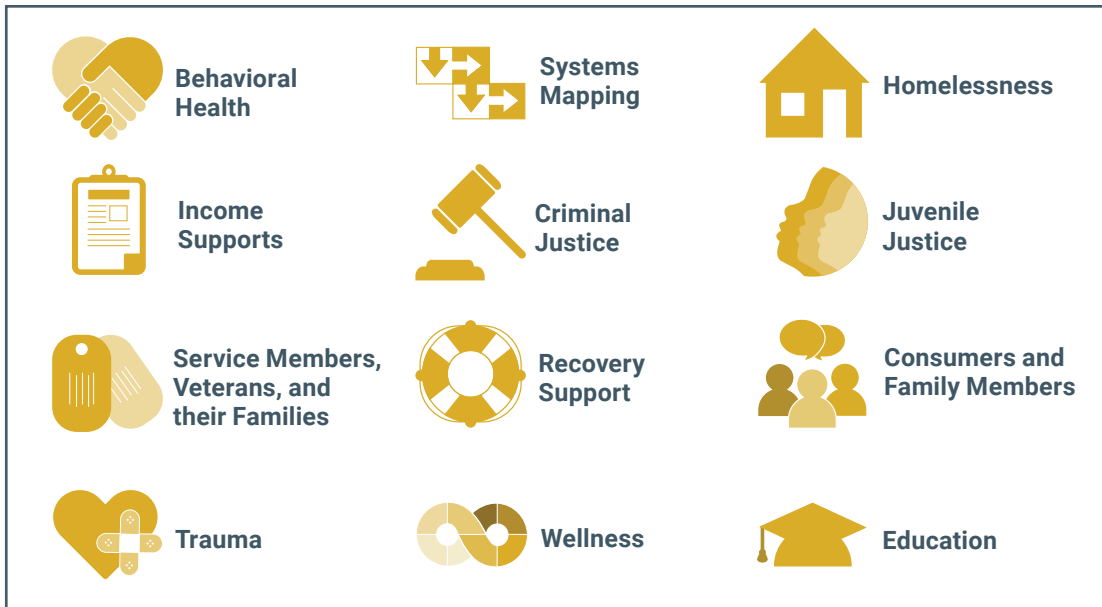 Behavioral
Health
Systems
Mapping
Homelessness
Income
Supports
Criminal
Justice
Juvenile
Justice
Service Members,
Veterans, and
their Families
Recovery
Support
Consumers and
Family Members
Trauma
Wellness
Education